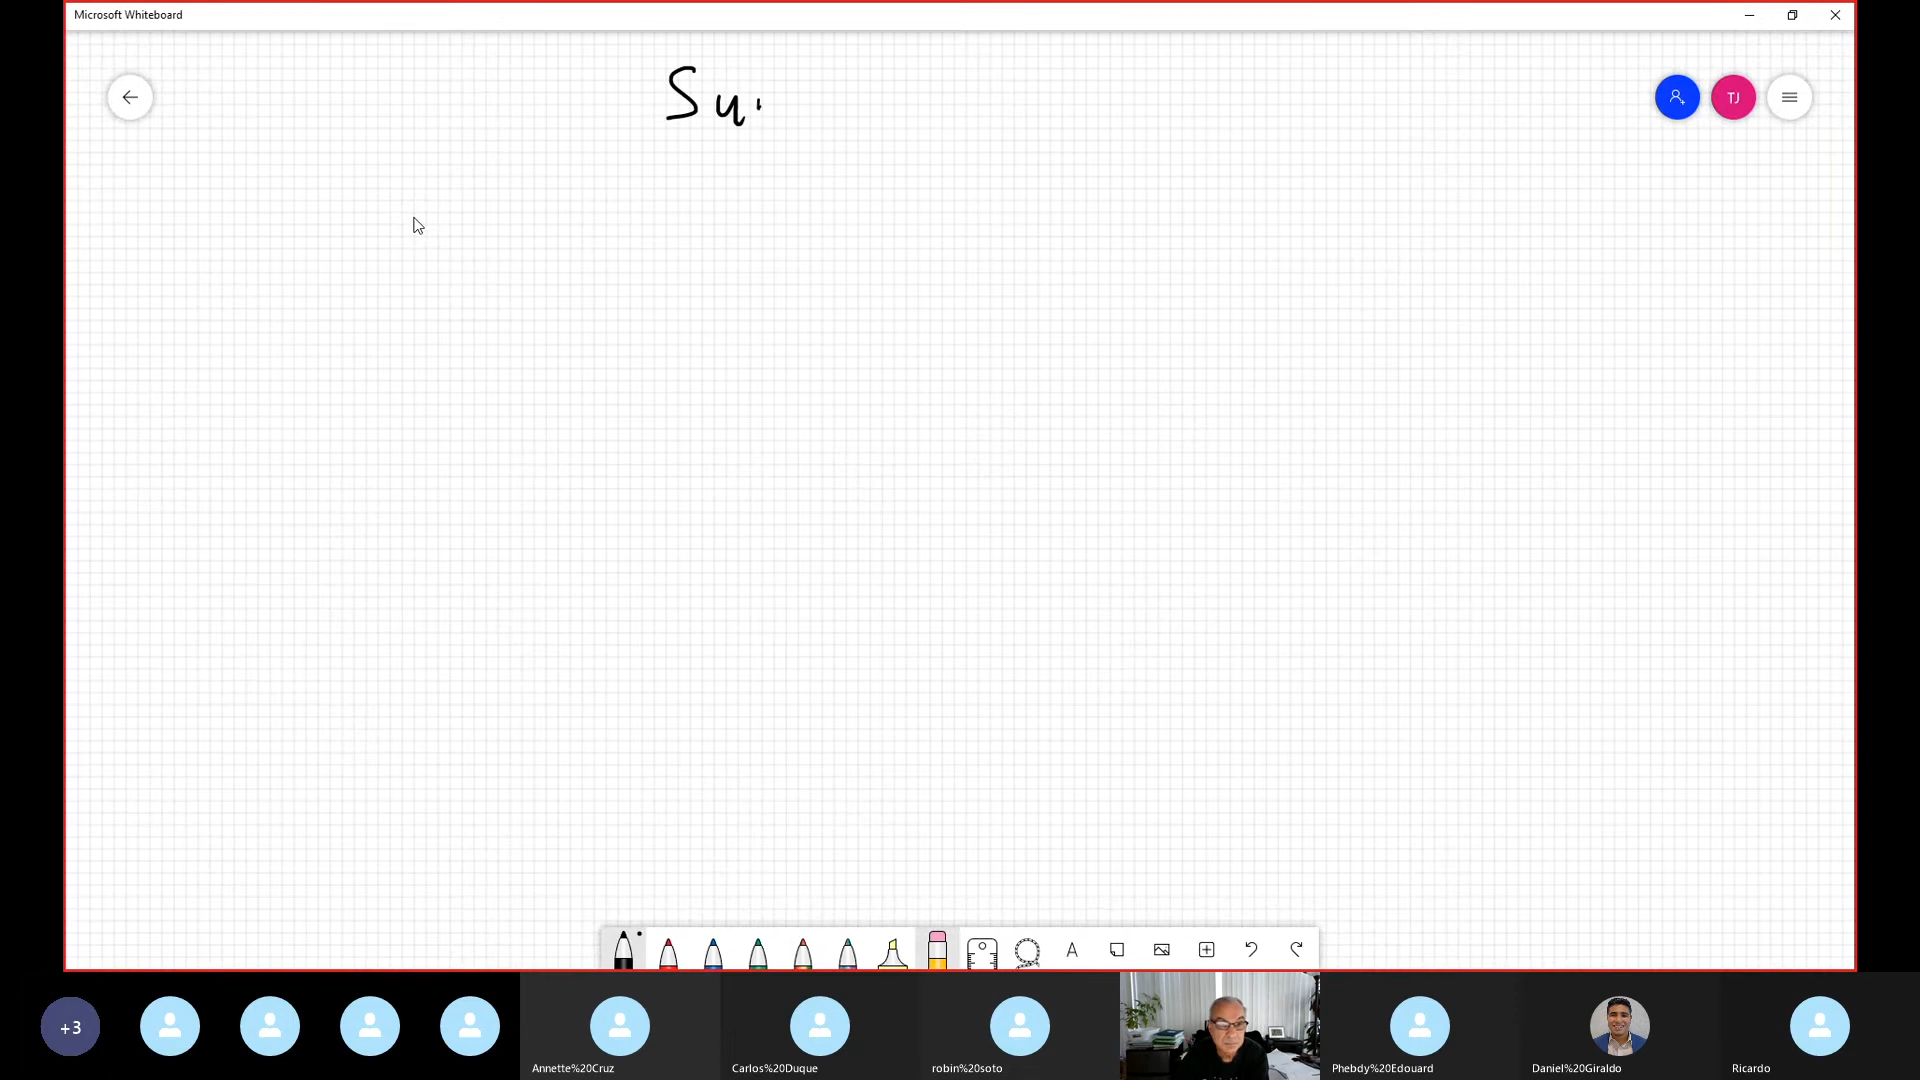 Microsoft Whiteboard
Su
TJ
A
+3
Annette%20Cruz
Carlos%20Duque
robin%20soto
Phebdy%20Edouard
Daniel%20Giraldo
Ricardo